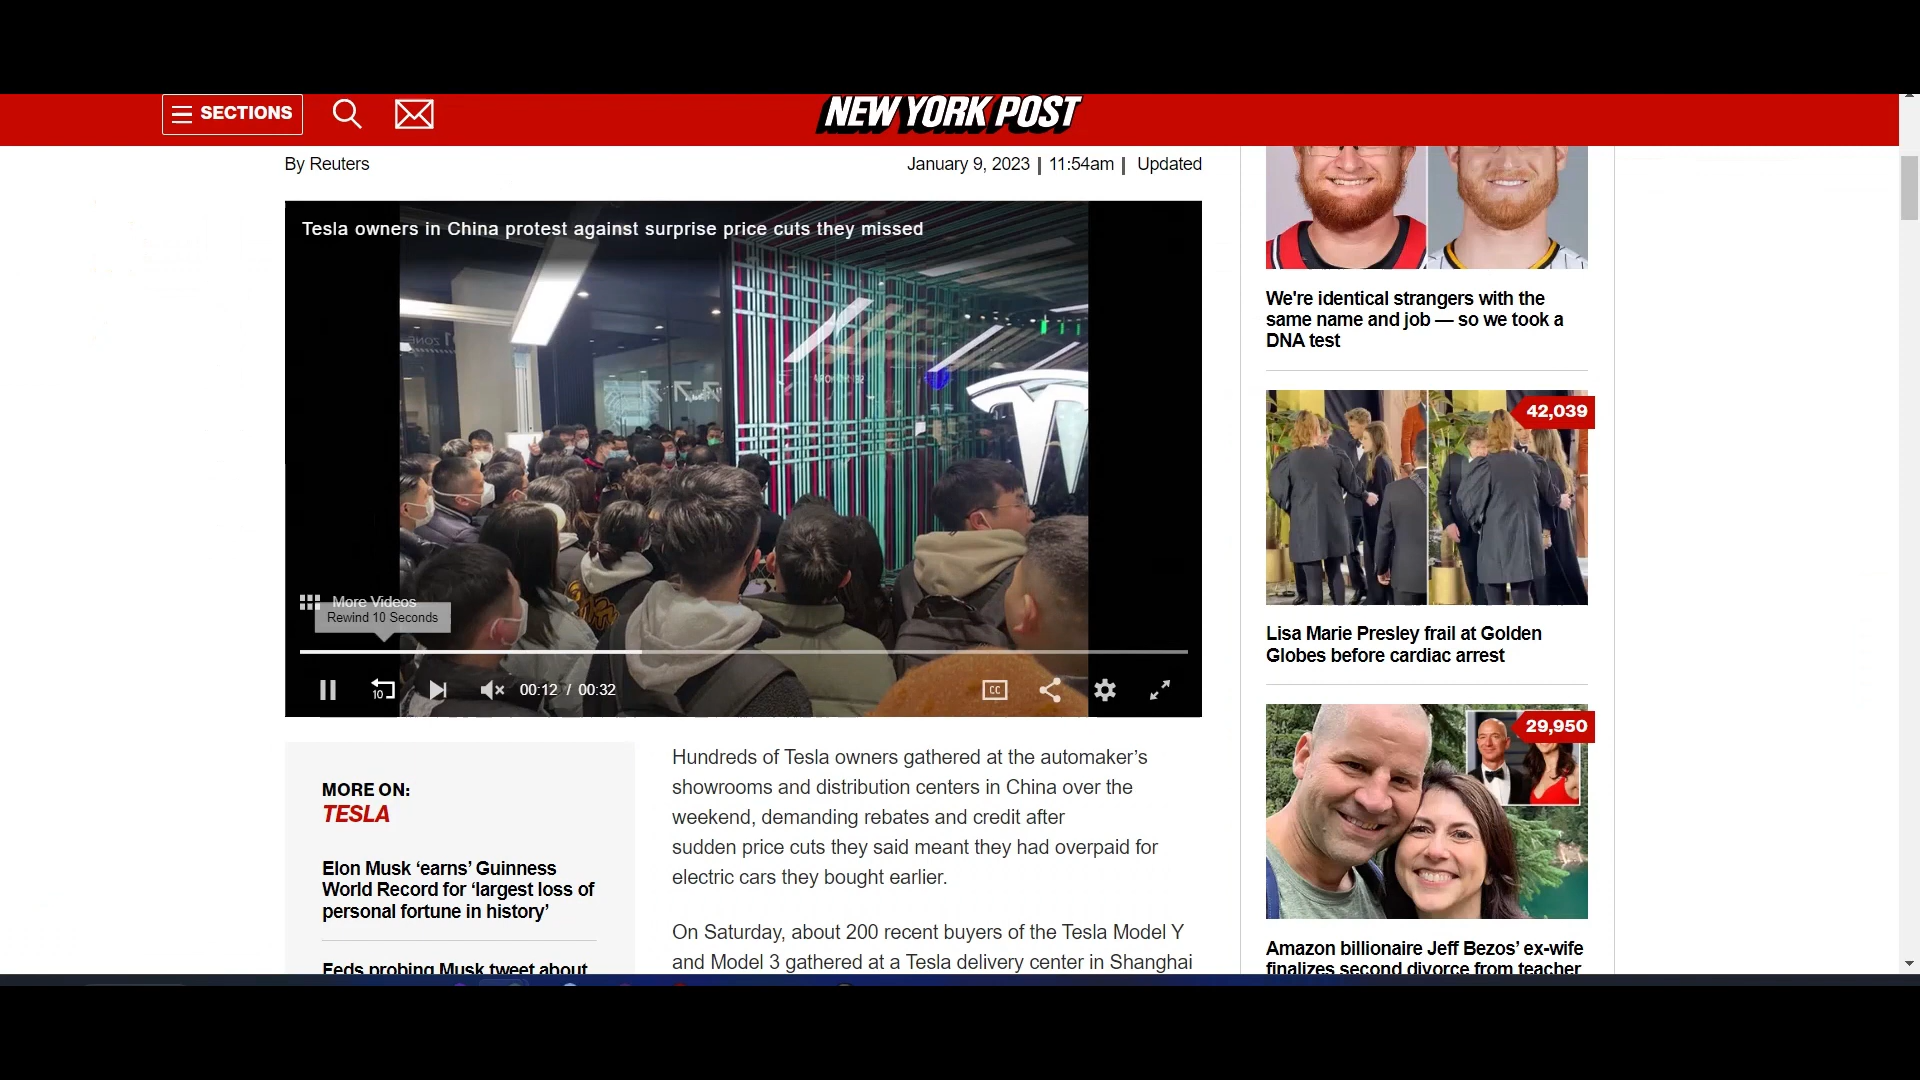 SECTIONS
NEW YORK POST
By Reuters
January 9, 2023 | 11:54am | Updated
Tesla owners in China protest against surprise price cuts they missed
More Videos
Rewind 10 Seconds
10
00:12 / 00:32
CC
MORE ON:
TESLA
Elon Musk ‘earns’ Guinness
World Record for ‘largest loss of
personal fortune in history’
Feds probing Musk tweet about
Hundreds of Tesla owners gathered at the automaker’s
showrooms and distribution centers in China over the
weekend, demanding rebates and credit after
sudden price cuts they said meant they had overpaid for
electric cars they bought earlier.
On Saturday, about 200 recent buyers of the Tesla Model Y
and Model 3 gathered at a Tesla delivery center in Shanghai
We're identical strangers with the
same name and job — so we took a
DNA test
42,039
Lisa Marie Presley frail at Golden
Globes before cardiac arrest
29,950
Amazon billionaire Jeff Bezos’ ex-wife
finalizes second divorce from teacher